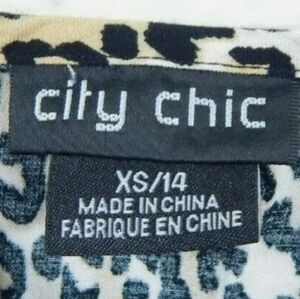 city chic
XS/14
MADE IN CHINA
FABRIQUE EN CHINE